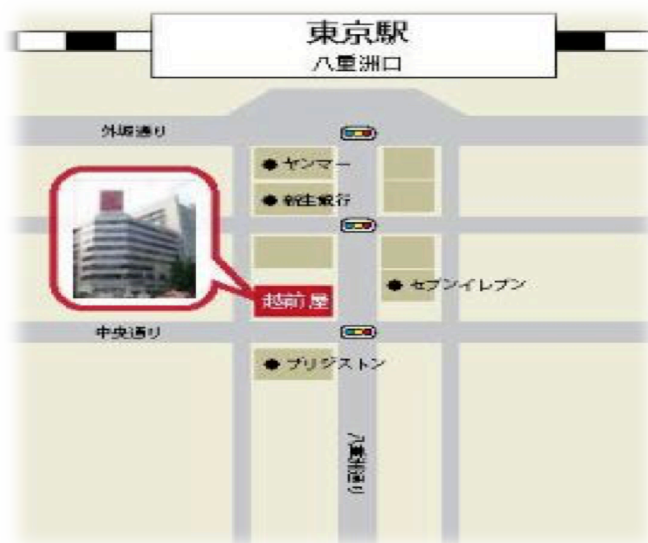 東京駅
八重洲口
外堀通り
ヤンマー
新生銀行
セブンイレブン
越前屋
中央通り
ブリジストン
八重洲通り